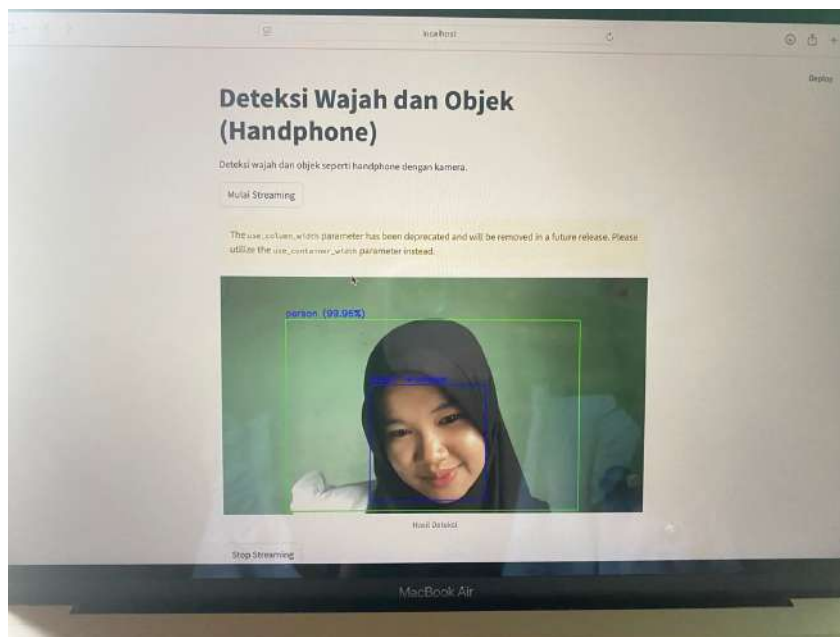 localhost
Deploy
Deteksi Wajah dan Objek
(Handphone)
Deteksi wajah dan objek seperti handphone dengan kamera.
Mulai Streaming
The use_column_width parameter has been deprecated and will be removed in a future release. Please
utilize the use_container_width parameter instead.
person (99.96%)
Hasil Deteksi
Stop Streaming
MacBook Air